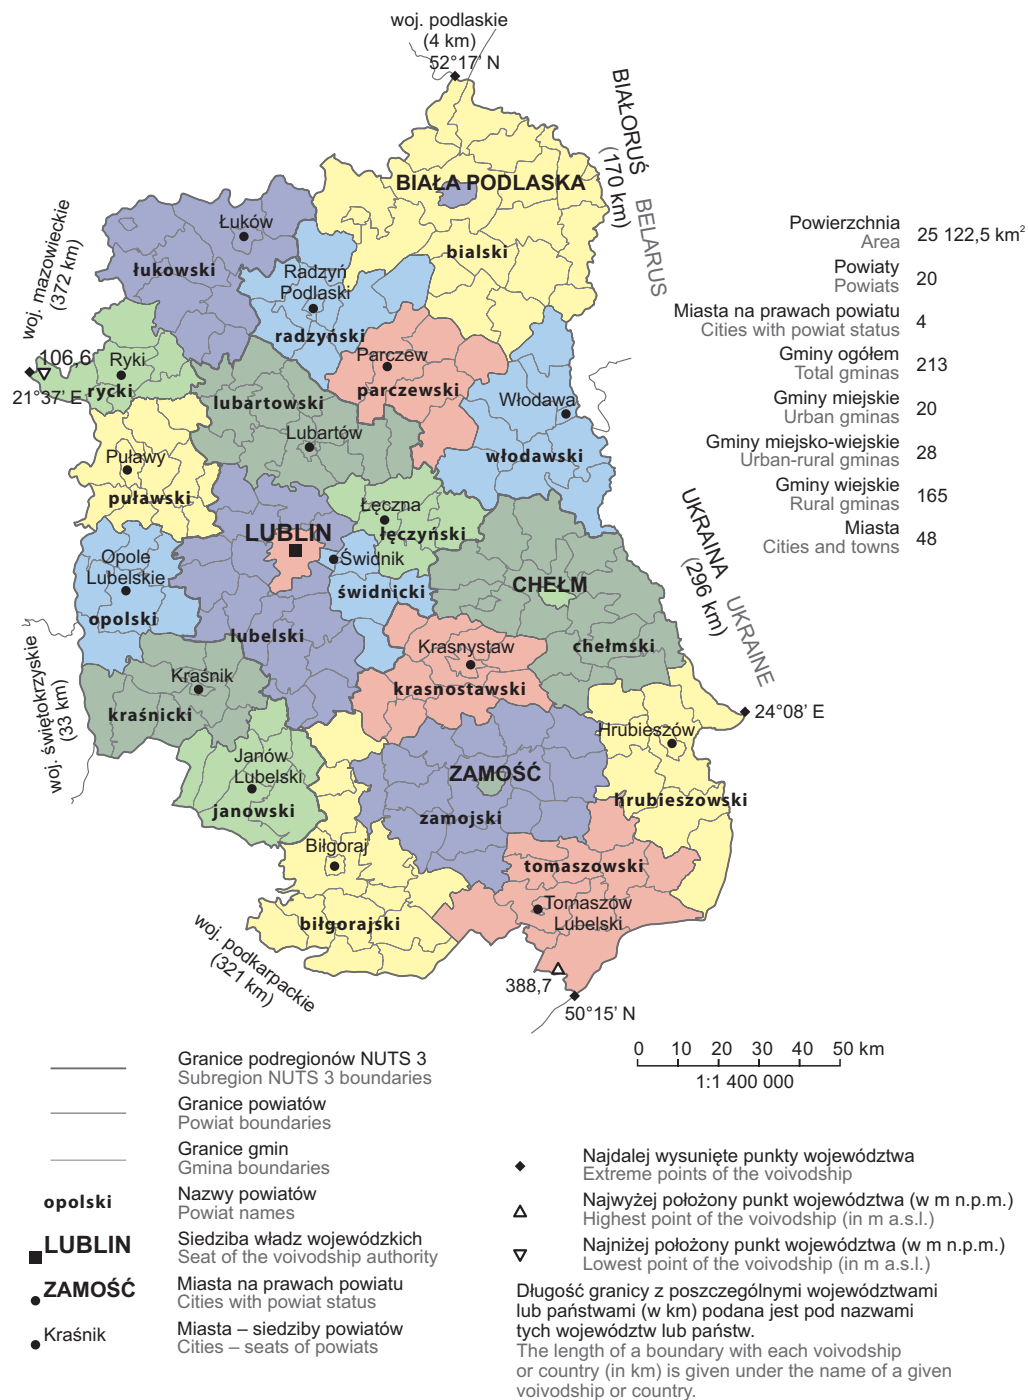 woj. podlaskie
(4 km)
52°17' N
BIAŁORUŚ
(170 km)
BELARUS
BIAŁA PODLASKA
bialski
Łuków
łukowski
woj. mazowieckie
(372 km)
Radzyń
Podlaski
radzyński
106,6
21°37' E
Ryki
rycki
Parczew
parczewski
lubartowski
Lubartów
Włodawa
włodawski
Puławy
puławski
Łęczna
łęczyński
LUBLIN
Świdnik
świdnicki
Opole
Lubelskie
opolski
lubelski
CHEŁM
chełmski
UKRAINA
(296 km)
UKRAINE
Krasnystaw
krasnostawski
Kraśnik
kraśnicki
woj. świętokrzyskie
(33 km)
24°08' E
Hrubieszów
hrubieszowski
Janów
Lubelski
janowski
ZAMOŚĆ
zamojski
Biłgoraj
biłgorajski
tomaszowski
Tomaszów
Lubelski
woj. podkarpackie
(321 km)
388,7
50°15' N
Powierzchnia
Area
25 122,5 km²
Powiaty
Powiats
20
Miasta na prawach powiatu
Cities with powiat status
4
Gminy ogółem
Total gminas
213
Gminy miejskie
Urban gminas
20
Gminy miejsko-wiejskie
Urban-rural gminas
28
Gminy wiejskie
Rural gminas
165
Miasta
Cities and towns
48
0 10 20 30 40 50 km
1:1 400 000
Granice podregionów NUTS 3
Subregion NUTS 3 boundaries
Granice powiatów
Powiat boundaries
Granice gmin
Gmina boundaries
opolski
Nazwy powiatów
Powiat names
LUBLIN
Siedziba władz wojewódzkich
Seat of the voivodship authority
ZAMOŚĆ
Miasta na prawach powiatu
Cities with powiat status
Kraśnik
Miasta – siedziby powiatów
Cities – seats of powiats
Najdalej wysunięte punkty województwa
Extreme points of the voivodship
Najwyżej położony punkt województwa (w m n.p.m.)
Highest point of the voivodship (in m a.s.l.)
Najniżej położony punkt województwa (w m n.p.m.)
Lowest point of the voivodship (in m a.s.l.)
Długość granicy z poszczególnymi województwami
lub państwami (w km) podana jest pod nazwami
tych województw lub państw.
The length of a boundary with each voivodship
or country (in km) is given under the name of a given
voivodship or country.